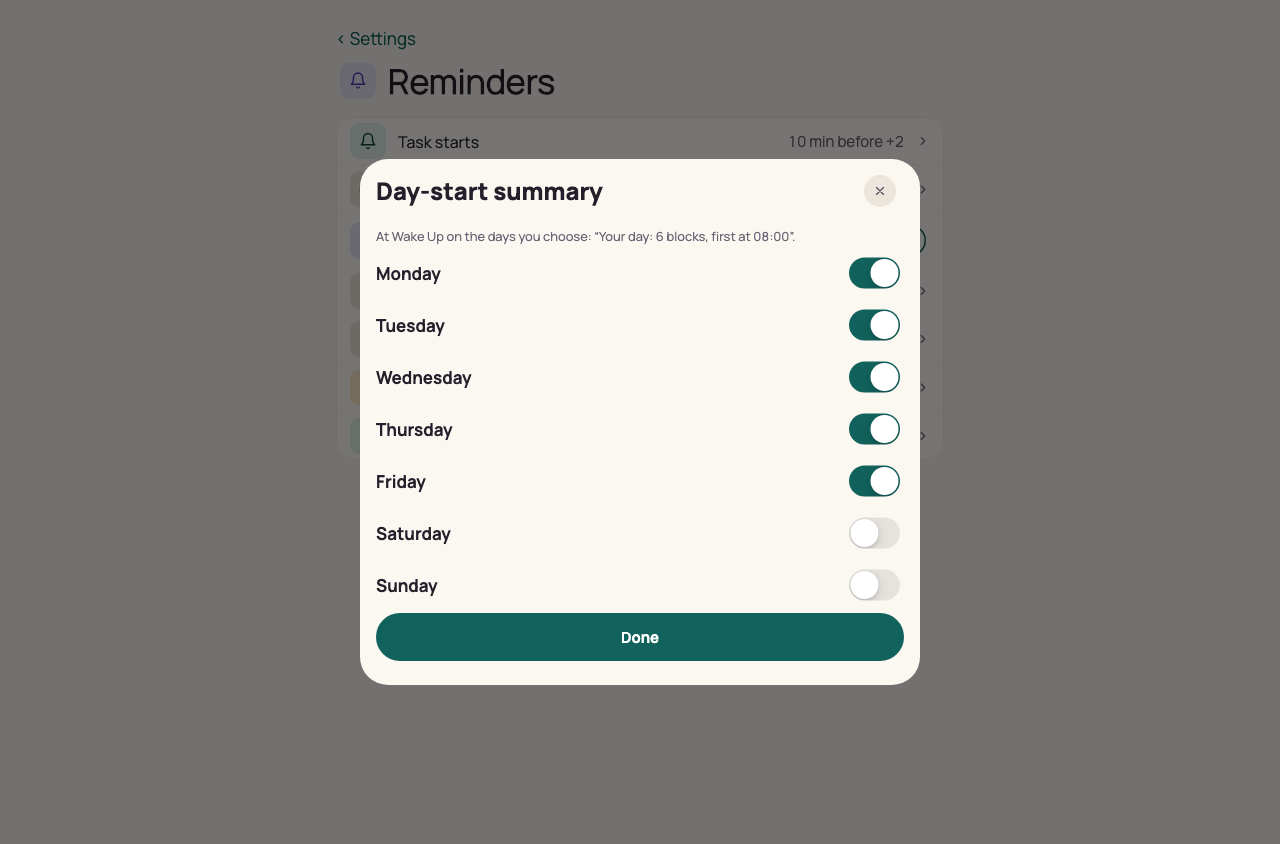 Settings
Reminders
Task starts
10 min before +2
Day-start summary
At Wake Up on the days you choose: “Your day: 6 blocks, first at 08:00”.
Monday
Tuesday
Wednesday
Thursday
Friday
Saturday
Sunday
Done